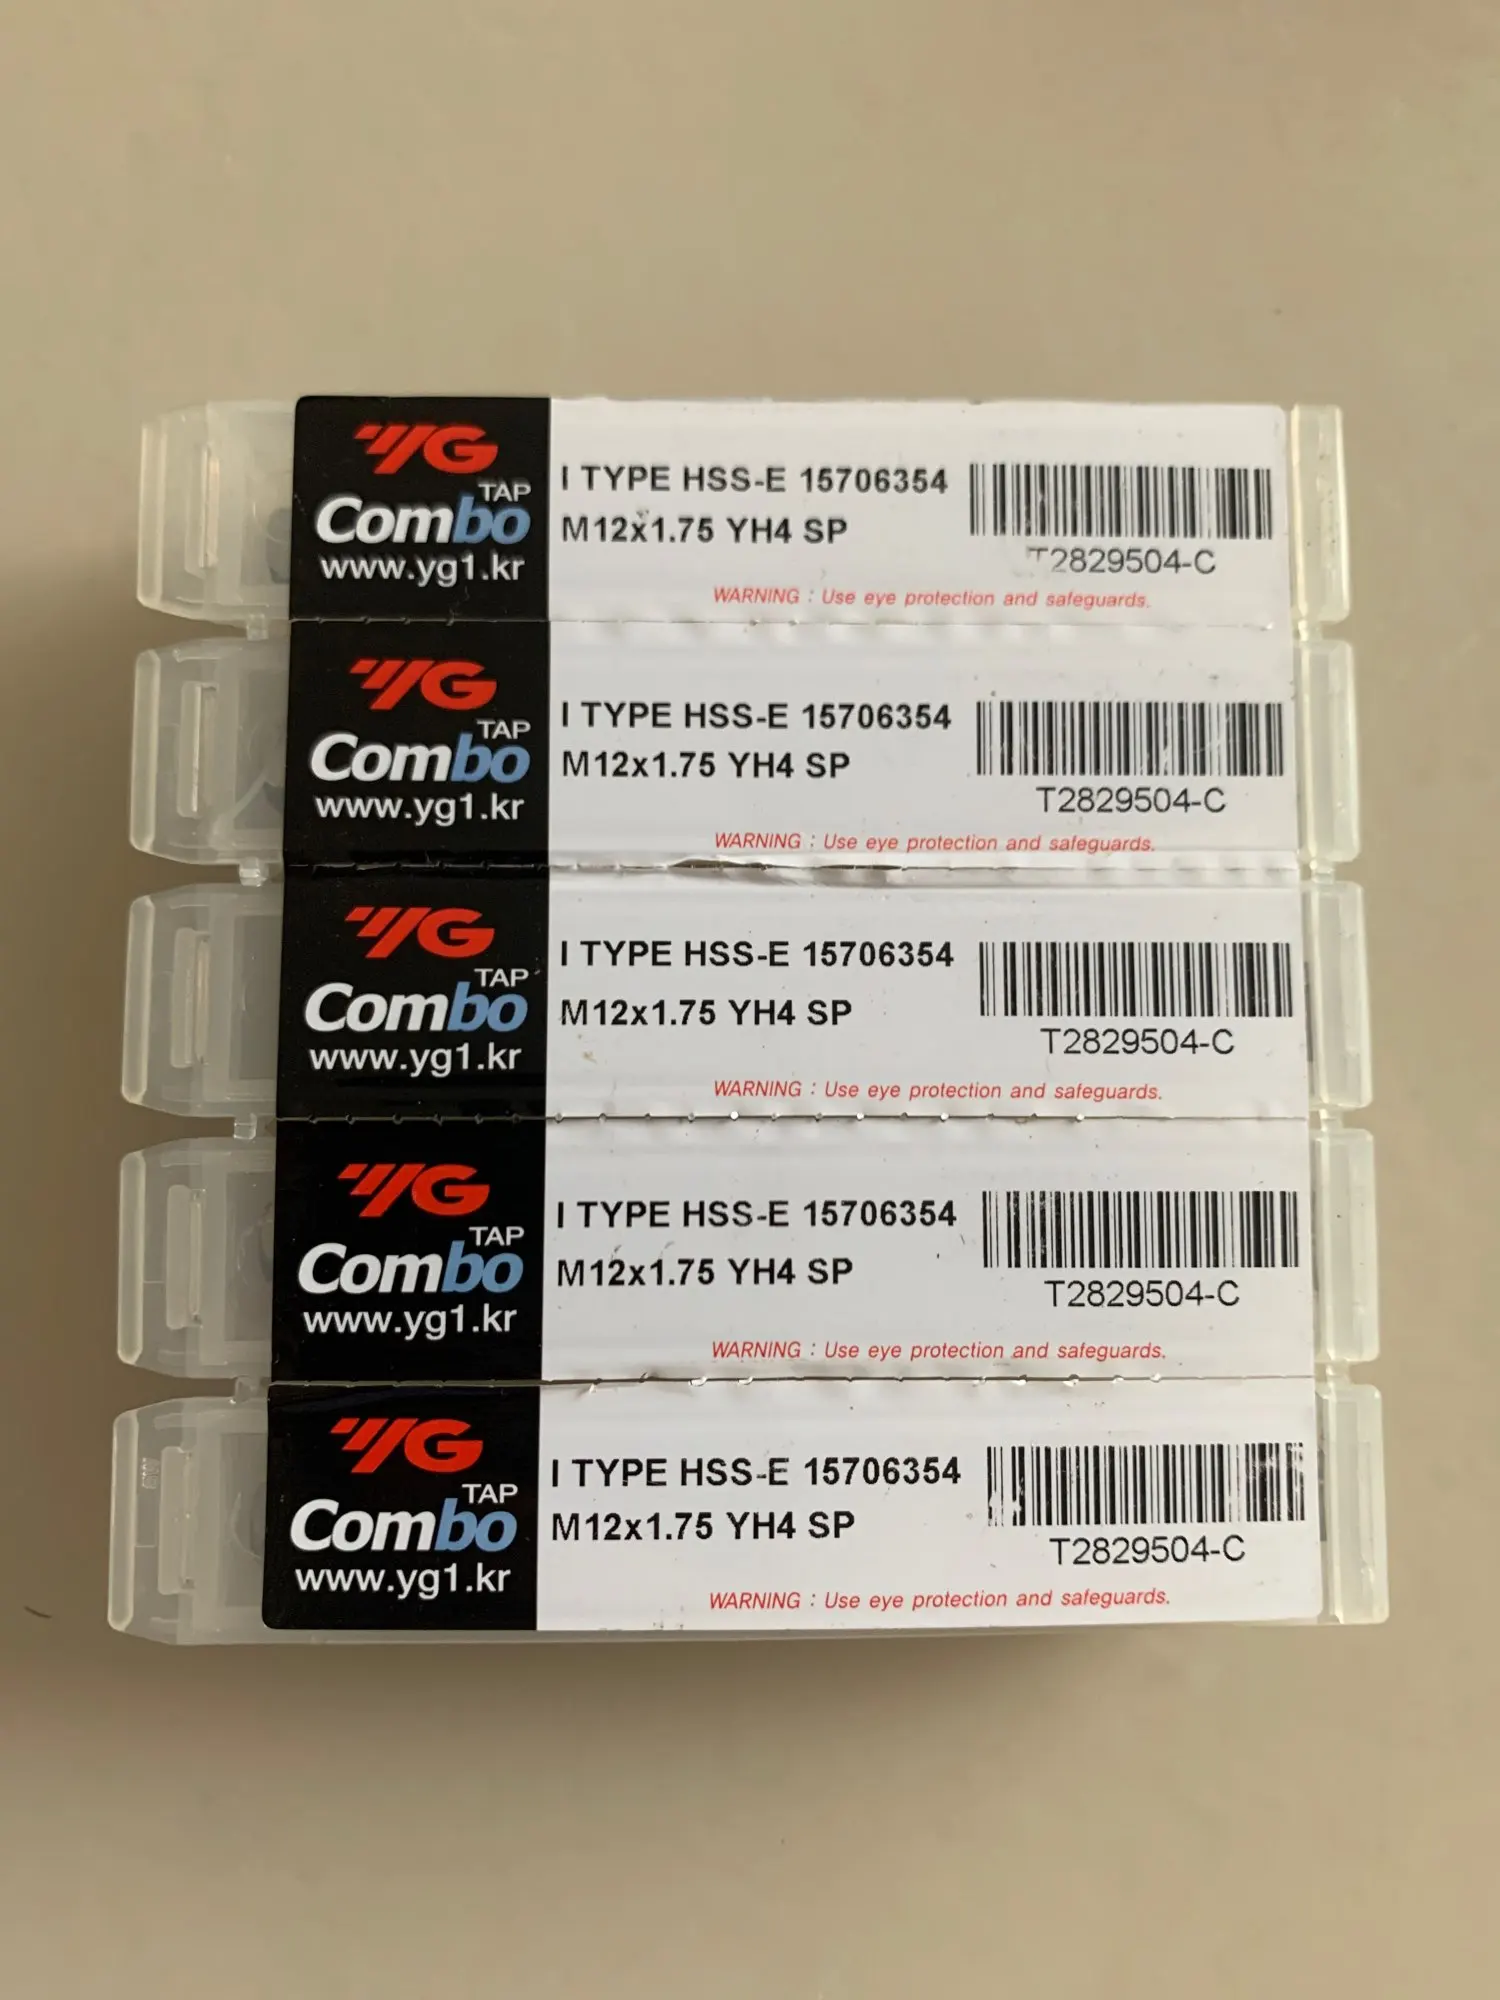 YG
TAP
Combo
www.yg1.kr
I TYPE HSS-E 15706354
M12x1.75 YH4 SP
T2829504-C
WARNING : Use eye protection and safeguards.
YG
TAP
Combo
www.yg1.kr
I TYPE HSS-E 15706354
M12x1.75 YH4 SP
T2829504-C
WARNING : Use eye protection and safeguards.
YG
TAP
Combo
www.yg1.kr
I TYPE HSS-E 15706354
M12x1.75 YH4 SP
T2829504-C
WARNING : Use eye protection and safeguards.
YG
TAP
Combo
www.yg1.kr
I TYPE HSS-E 15706354
M12x1.75 YH4 SP
T2829504-C
WARNING : Use eye protection and safeguards.
YG
TAP
Combo
www.yg1.kr
I TYPE HSS-E 15706354
M12x1.75 YH4 SP
T2829504-C
WARNING : Use eye protection and safeguards.